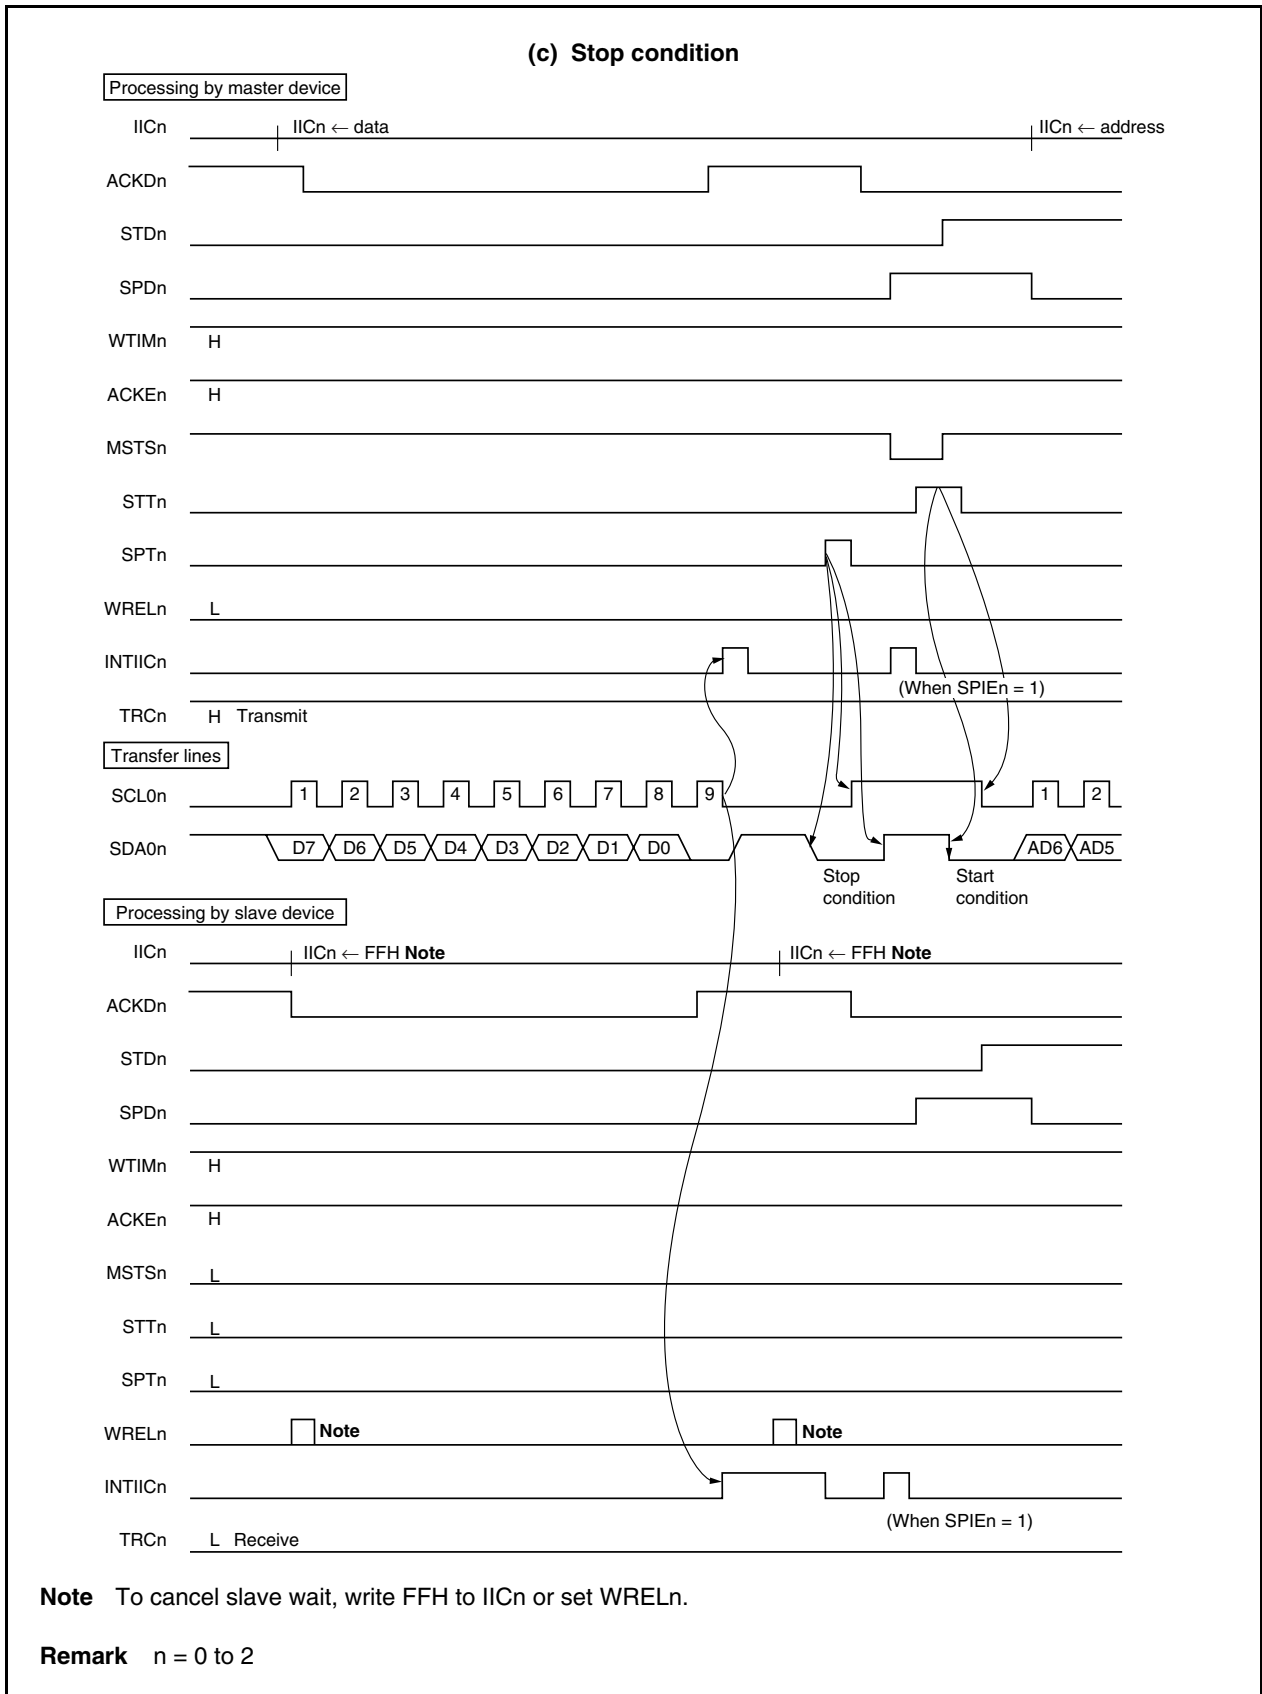 (c) Stop condition
Processing by master device
IICn IICn ← data IICn ← address
ACKDn
STDn
SPDn
WTIMn H
ACKEn H
MSTSn
STTn
SPTn
WRELn L
INTIICn
(When SPIEn = 1)
TRCn H Transmit
Transfer lines
SCL0n 1 2 3 4 5 6 7 8 9 1 2
SDA0n D7 D6 D5 D4 D3 D2 D1 D0 AD6 AD5
Stop Start
condition condition
Processing by slave device
IICn IICn ← FFH Note IICn ← FFH Note
ACKDn
STDn
SPDn
WTIMn H
ACKEn H
MSTSn L
STTn L
SPTn L
WRELn Note Note
INTIICn
(When SPIEn = 1)
TRCn L Receive
Note To cancel slave wait, write FFH to IICn or set WRELn.
Remark n = 0 to 2